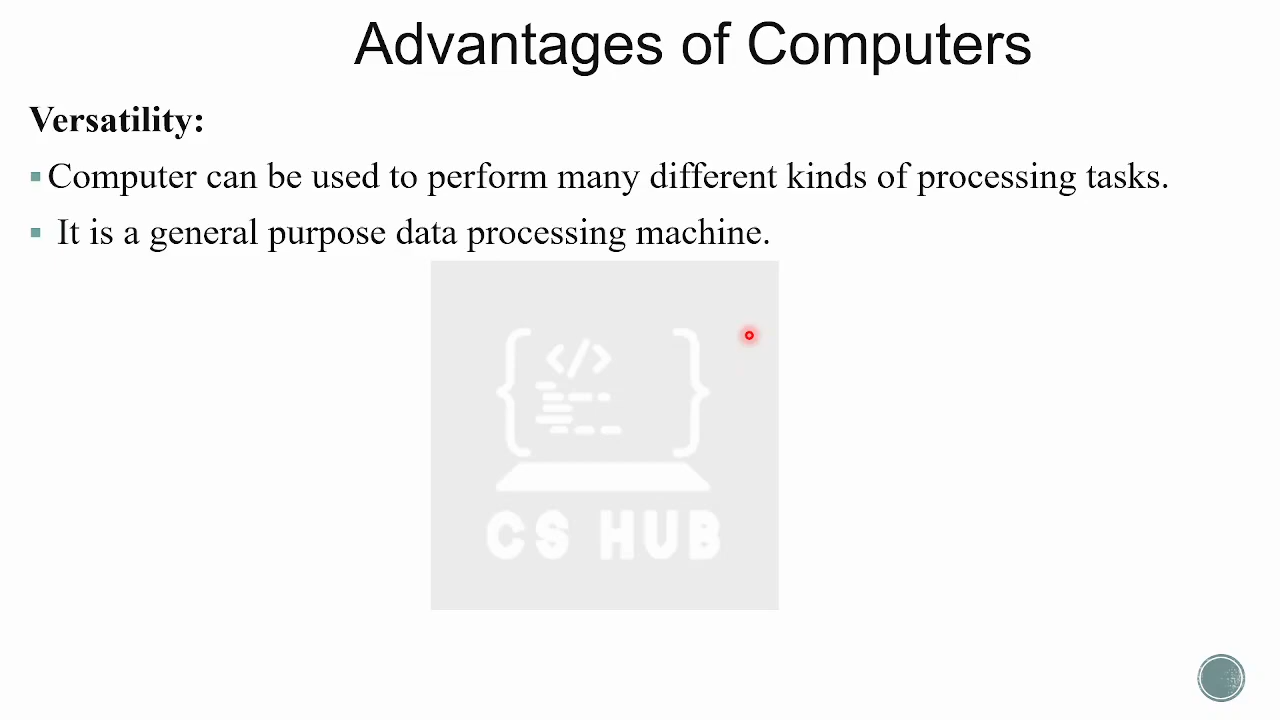 Advantages of Computers
Versatility:
▪ Computer can be used to perform many different kinds of processing tasks.
▪ It is a general purpose data processing machine.
</>
CS HUB